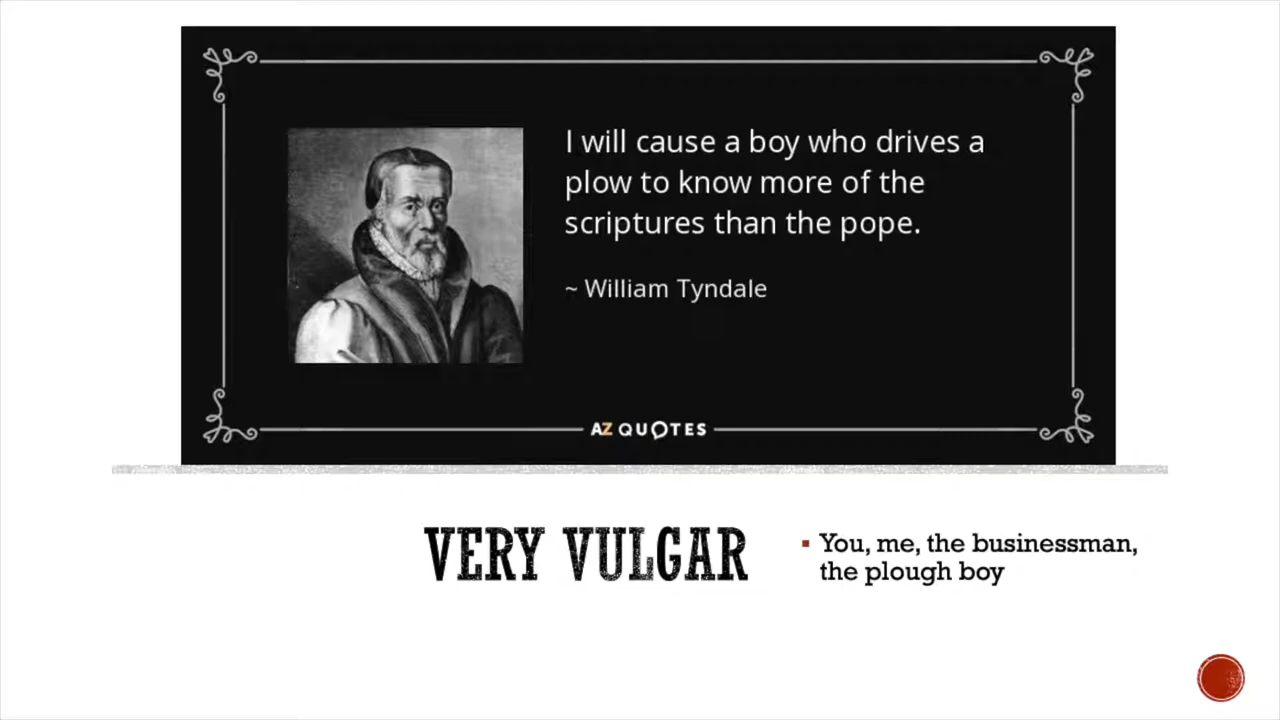 I will cause a boy who drives a
plow to know more of the
scriptures than the pope.
~ William Tyndale
AZ QUOTES
VERY VULGAR
▪ You, me, the businessman,
the plough boy